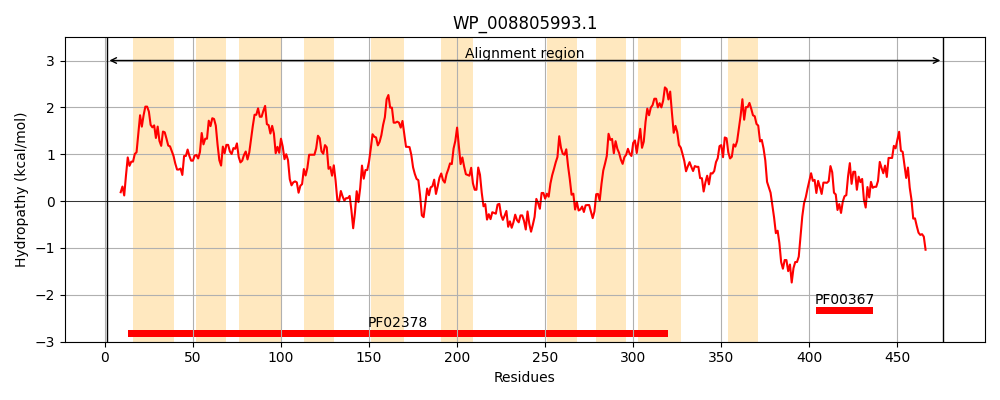 WP_008805993.1
Alignment region
Hydropathy (kcal/mol)
3
2
1
0
−1
−2
−3
PF00367
PF02378
0 50 100 150 200 250 300 350 400 450
Residues